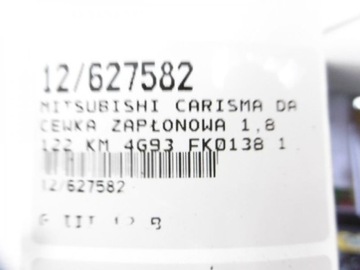 12/627582
MITSUBISHI CARISMA DA
CEWKA ZAPŁONOWA 1,8
122 KM 4G93 FK0138 1
12/627582